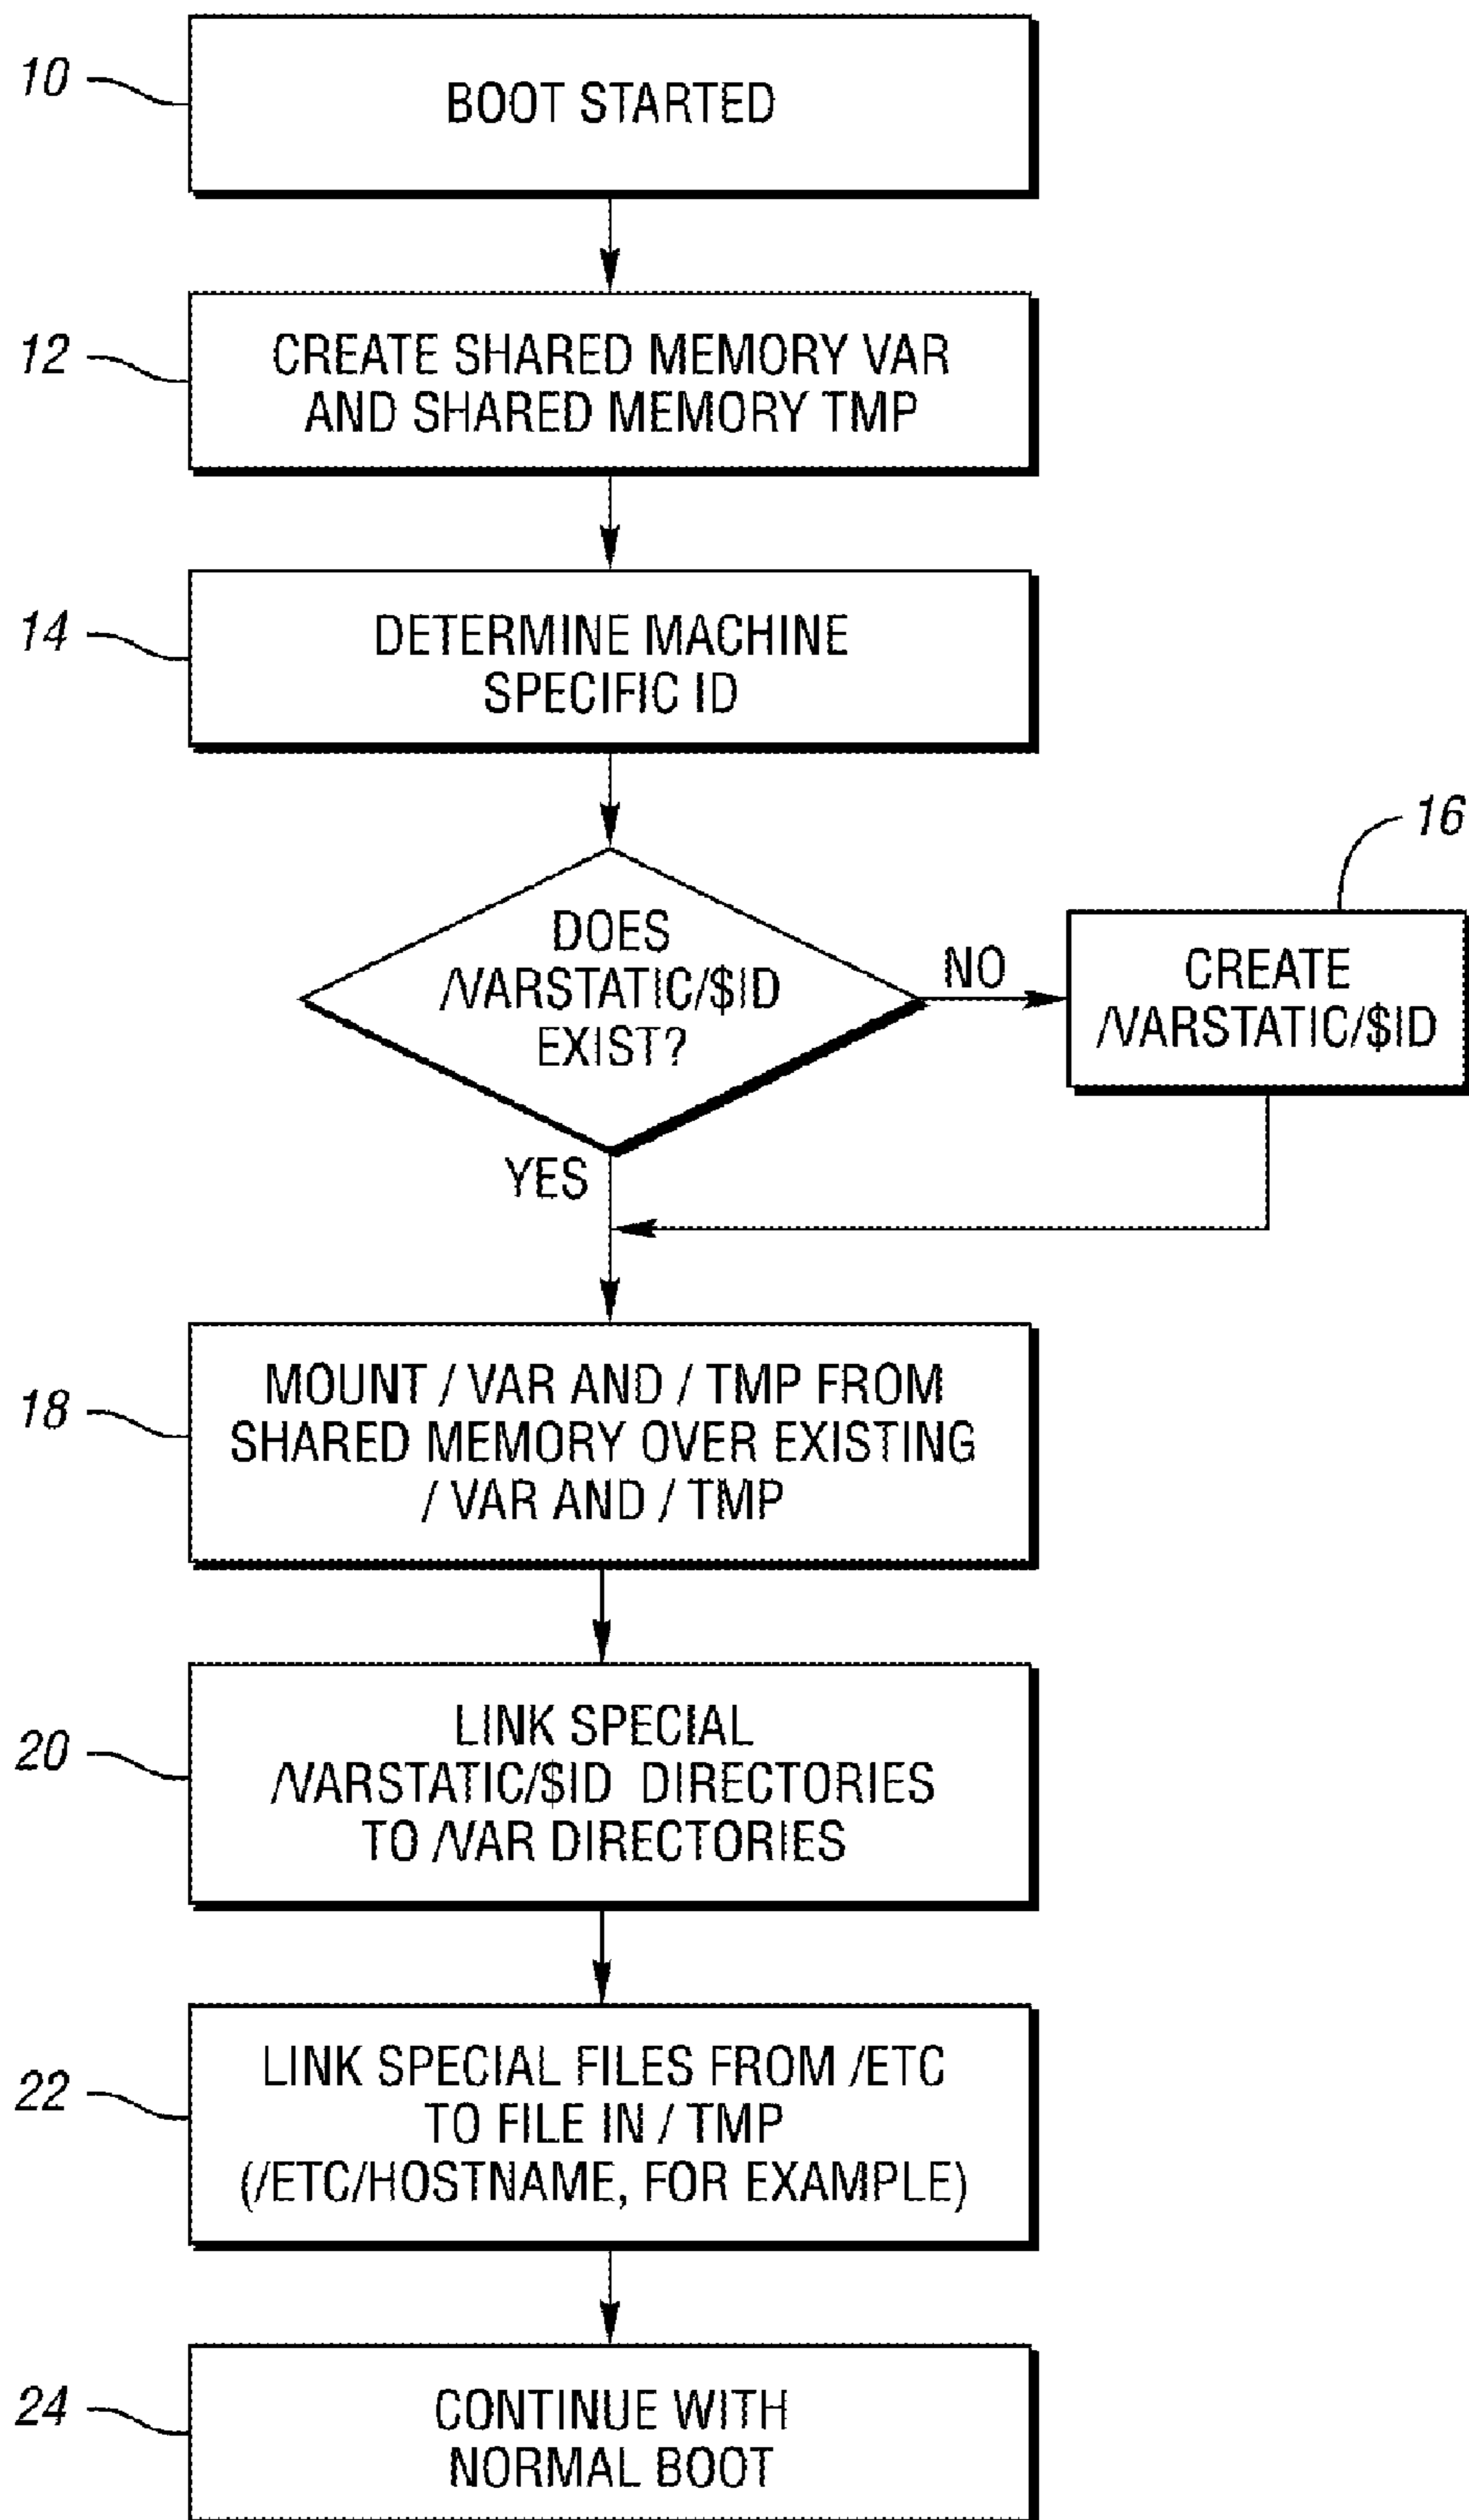 10
BOOT STARTED
12
CREATE SHARED MEMORY VAR
AND SHARED MEMORY TMP
14
DETERMINE MACHINE
SPECIFIC ID
16
DOES
/VARSTATIC/$ID
EXIST?
NO
CREATE
/VARSTATIC/$ID
YES
18
MOUNT / VAR AND / TMP FROM
SHARED MEMORY OVER EXISTING
/ VAR AND / TMP
20
LINK SPECIAL
/VARSTATIC/$ID DIRECTORIES
TO /VAR DIRECTORIES
22
LINK SPECIAL FILES FROM /ETC
TO FILE IN / TMP
(/ETC/HOSTNAME, FOR EXAMPLE)
24
CONTINUE WITH
NORMAL BOOT